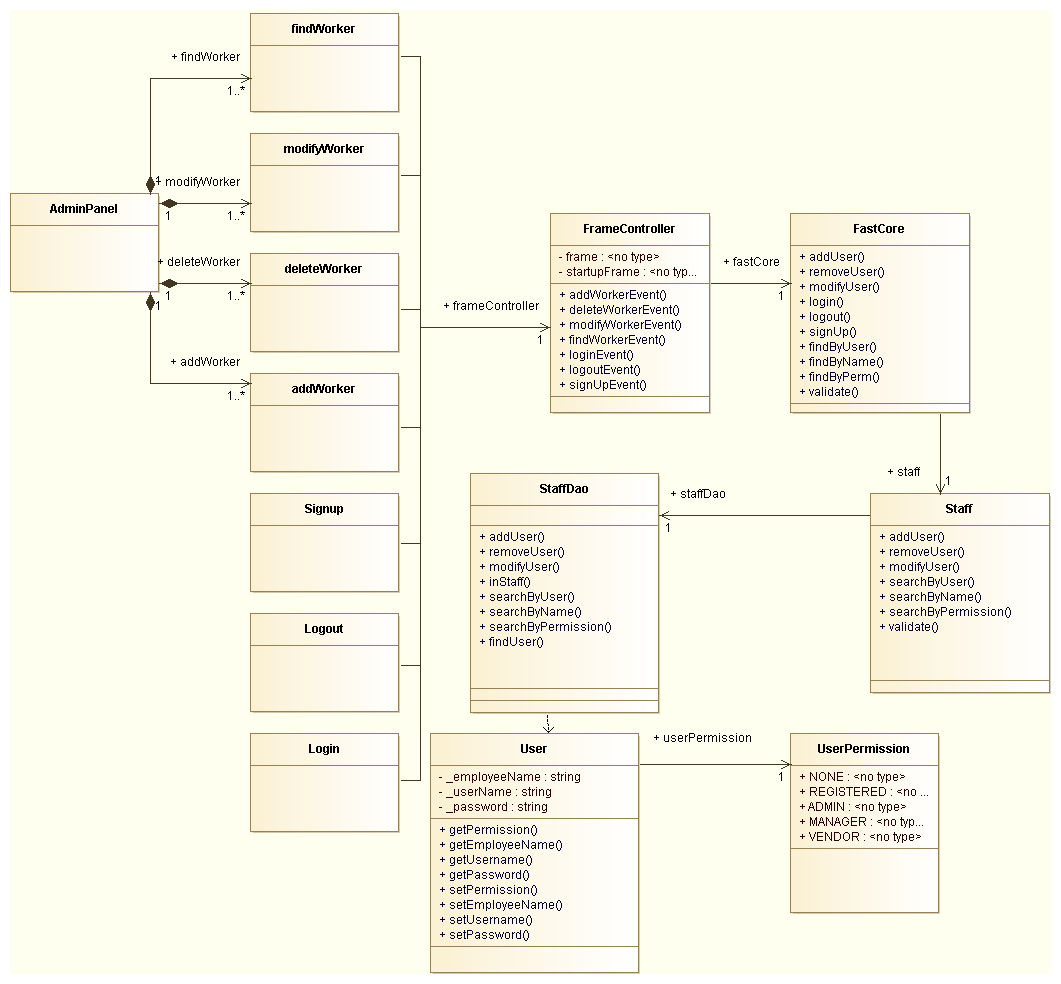 findWorker
+ findWorker
1..*
1
modifyWorker
+ modifyWorker
1
1..*
AdminPanel
deleteWorker
+ deleteWorker
1
1..*
1
addWorker
+ addWorker
1..*
Signup
Logout
Login
+ frameController
1
FrameController
- frame : <no type>
- startupFrame : <no typ...
+ addWorkerEvent()
+ deleteWorkerEvent()
+ modifyWorkerEvent()
+ findWorkerEvent()
+ loginEvent()
+ logoutEvent()
+ signUpEvent()
+ fastCore
1
FastCore
+ addUser()
+ removeUser()
+ modifyUser()
+ login()
+ logout()
+ signUp()
+ findByUser()
+ findByName()
+ findByPerm()
+ validate()
+ staff
1
Staff
+ addUser()
+ removeUser()
+ modifyUser()
+ searchByUser()
+ searchByName()
+ searchByPermission()
+ validate()
+ staffDao
1
StaffDao
+ addUser()
+ removeUser()
+ modifyUser()
+ inStaff()
+ searchByUser()
+ searchByName()
+ searchByPermission()
+ findUser()
User
- _employeeName : string
- _userName : string
- _password : string
+ getPermission()
+ getEmployeeName()
+ getUsername()
+ getPassword()
+ setPermission()
+ setEmployeeName()
+ setUsername()
+ setPassword()
+ userPermission
1
UserPermission
+ NONE : <no type>
+ REGISTERED : <no ...
+ ADMIN : <no type>
+ MANAGER : <no typ...
+ VENDOR : <no type>